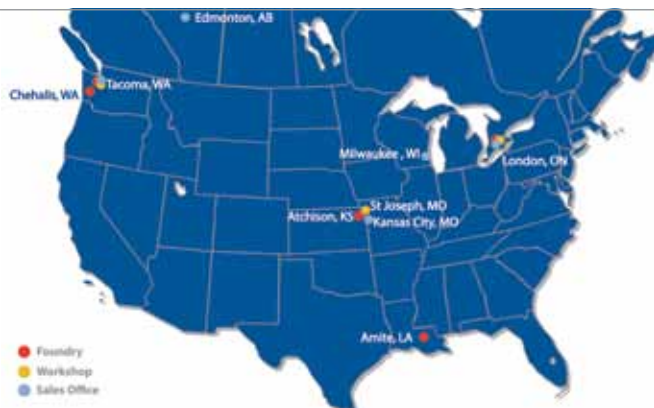 Edmonton, AB
Tacoma, WA
Chehalis, WA
Milwaukee , WI
London, ON
St Joseph, MO
Atchison, KS
Kansas City, MO
Amite, LA
Foundry
Workshop
Sales Office